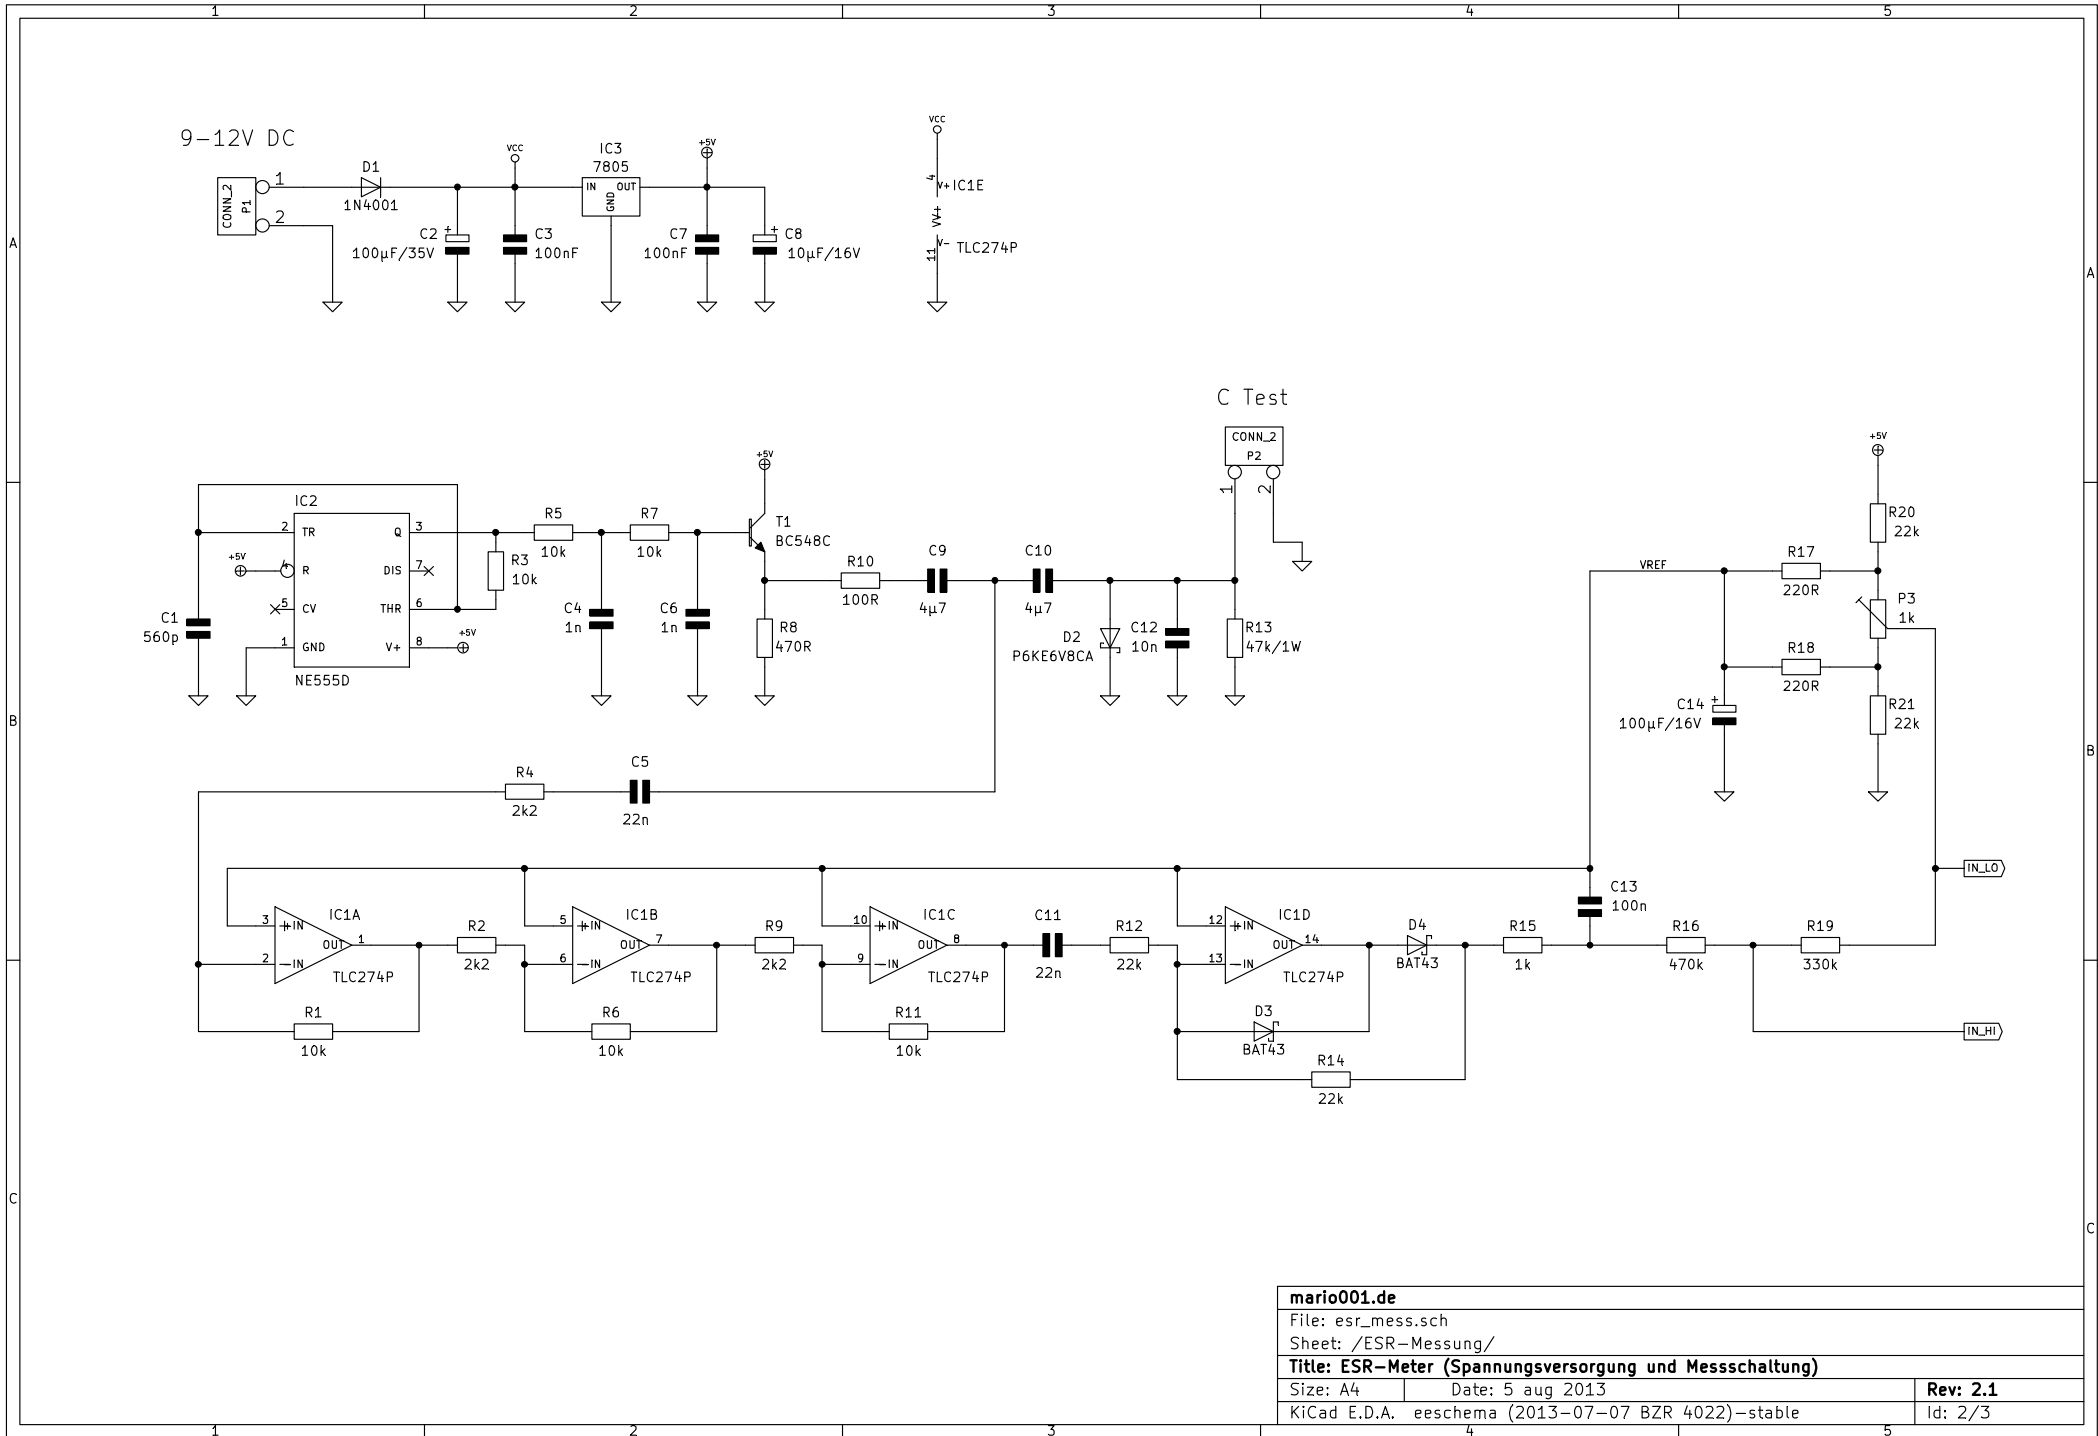 1 2 3 4 5
A
B
C
A
B
C
9-12V DC
CONN_2
P1
1
2
D1
1N4001
C2
+
100µF/35V
VCC
C3
100nF
IC3
7805
IN OUT
GND
+5V
C7
100nF
+
C8
10µF/16V
VCC
4
V+ IC1E
VV+
V-
11
TLC274P
C Test
CONN_2
P2
1
2
IC2
2 TR
Q 3
+5V
4 R
DIS 7
5 CV
THR 6
1 GND
V+ 8
+5V
NE555D
C1
560p
R3
10k
R5
10k
R7
10k
C4
1n
C6
1n
+5V
T1
BC548C
R8
470R
R10
100R
C9
4µ7
C10
4µ7
D2
P6KE6V8CA
C12
10n
R13
47k/1W
+5V
R20
22k
VREF
R17
220R
P3
1k
R18
220R
C14
+
100µF/16V
R21
22k
R4
2k2
C5
22n
IC1A
3 +IN
OUT 1
2 -IN
TLC274P
R1
10k
R2
2k2
IC1B
5 +IN
OUT 7
6 -IN
TLC274P
R6
10k
R9
2k2
IC1C
10 +IN
OUT 8
9 -IN
TLC274P
R11
10k
C11
22n
R12
22k
IC1D
12 +IN
OUT 14
13 -IN
TLC274P
D3
BAT43
R14
22k
D4
BAT43
R15
1k
C13
100n
R16
470k
R19
330k
IN_LO
IN_HI
mario001.de
File: esr_mess.sch
Sheet: /ESR-Messung/
Title: ESR-Meter (Spannungsversorgung und Messschaltung)
Size: A4 Date: 5 aug 2013 Rev: 2.1
KiCad E.D.A. eeschema (2013-07-07 BZR 4022)-stable Id: 2/3
1 2 3 4 5